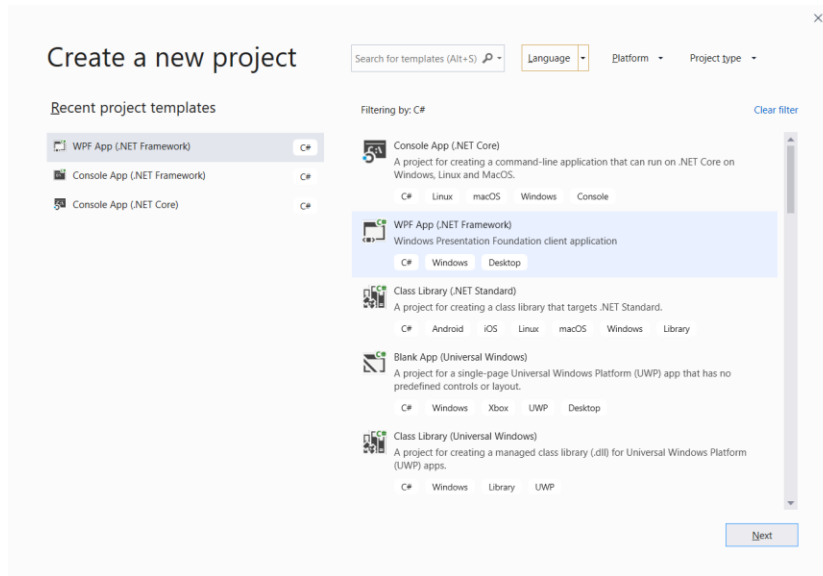 Create a new project
Search for templates (Alt+S)
Language
Platform
Project type
Recent project templates
WPF App (.NET Framework)
C#
Console App (.NET Framework)
C#
Console App (.NET Core)
C#
Filtering by: C#
Clear filter
Console App (.NET Core)
A project for creating a command-line application that can run on .NET Core on
Windows, Linux and MacOS.
C# Linux macOS Windows Console
WPF App (.NET Framework)
Windows Presentation Foundation client application
C# Windows Desktop
Class Library (.NET Standard)
A project for creating a class library that targets .NET Standard.
C# Android iOS Linux macOS Windows Library
Blank App (Universal Windows)
A project for a single-page Universal Windows Platform (UWP) app that has no
predefined controls or layout.
C# Windows Xbox UWP Desktop
Class Library (Universal Windows)
A project for creating a managed class library (.dll) for Universal Windows Platform
(UWP) apps.
C# Windows Library UWP
Next